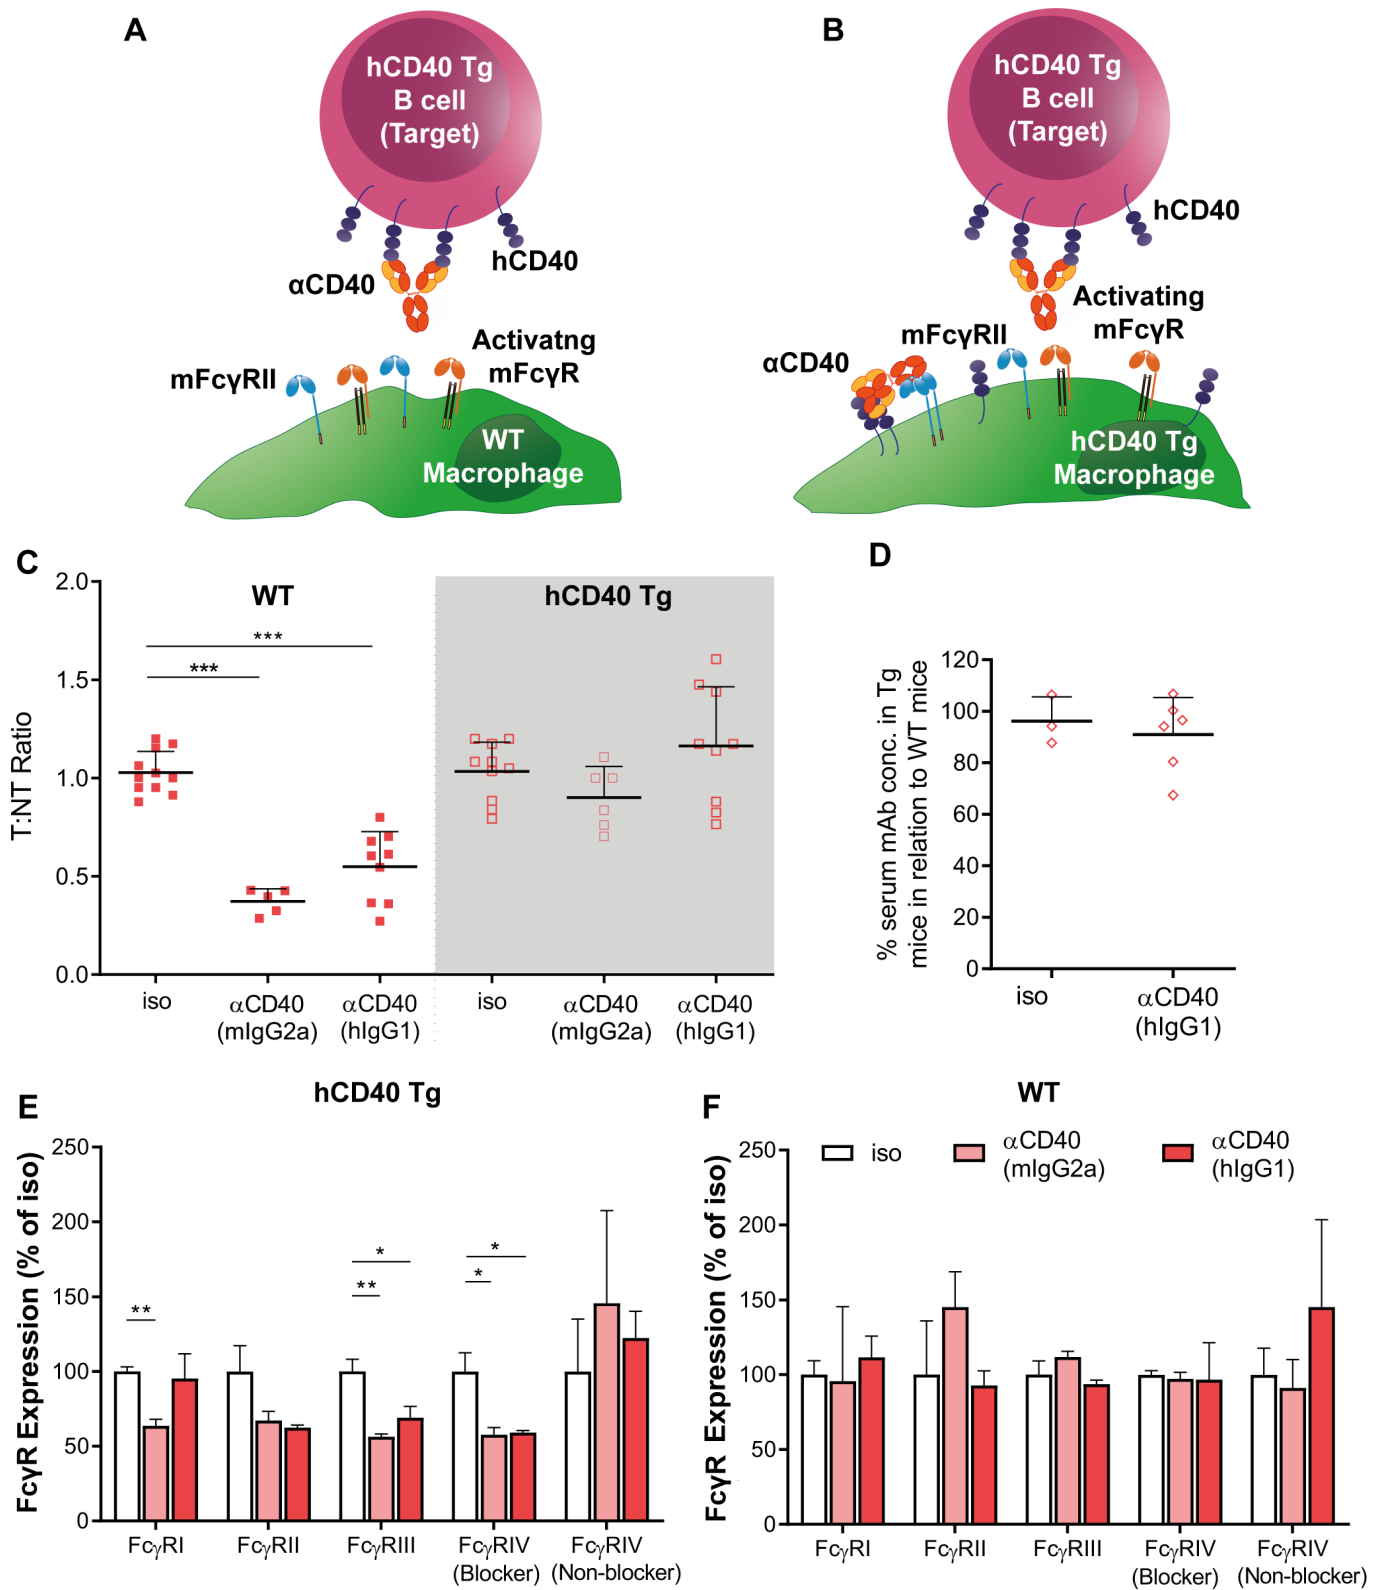 A
hCD40 Tg
B cell
(Target)
αCD40
hCD40
mFcγRII
Activatng
mFcγR
WT
Macrophage
B
hCD40 Tg
B cell
(Target)
hCD40
Activating
mFcγR
mFcγRII
αCD40
hCD40 Tg
Macrophage
C
WT
hCD40 Tg
***
***
T:NT Ratio
2.0
1.5
1.0
0.5
0.0
iso
αCD40
(mIgG2a)
αCD40
(hIgG1)
iso
αCD40
(mIgG2a)
αCD40
(hIgG1)
D
% serum mAb conc. in Tg
mice in relation to WT mice
120
100
80
60
40
20
0
iso
αCD40
(hIgG1)
E
hCD40 Tg
FcγR Expression (% of iso)
250
200
150
100
50
0
**
**
*
*
*
FcγRI
FcγRII
FcγRIII
FcγRIV
(Blocker)
FcγRIV
(Non-blocker)
F
WT
iso
αCD40
(mIgG2a)
αCD40
(hIgG1)
FcγR Expression (% of iso)
250
200
150
100
50
0
FcγRI
FcγRII
FcγRIII
FcγRIV
(Blocker)
FcγRIV
(Non-blocker)